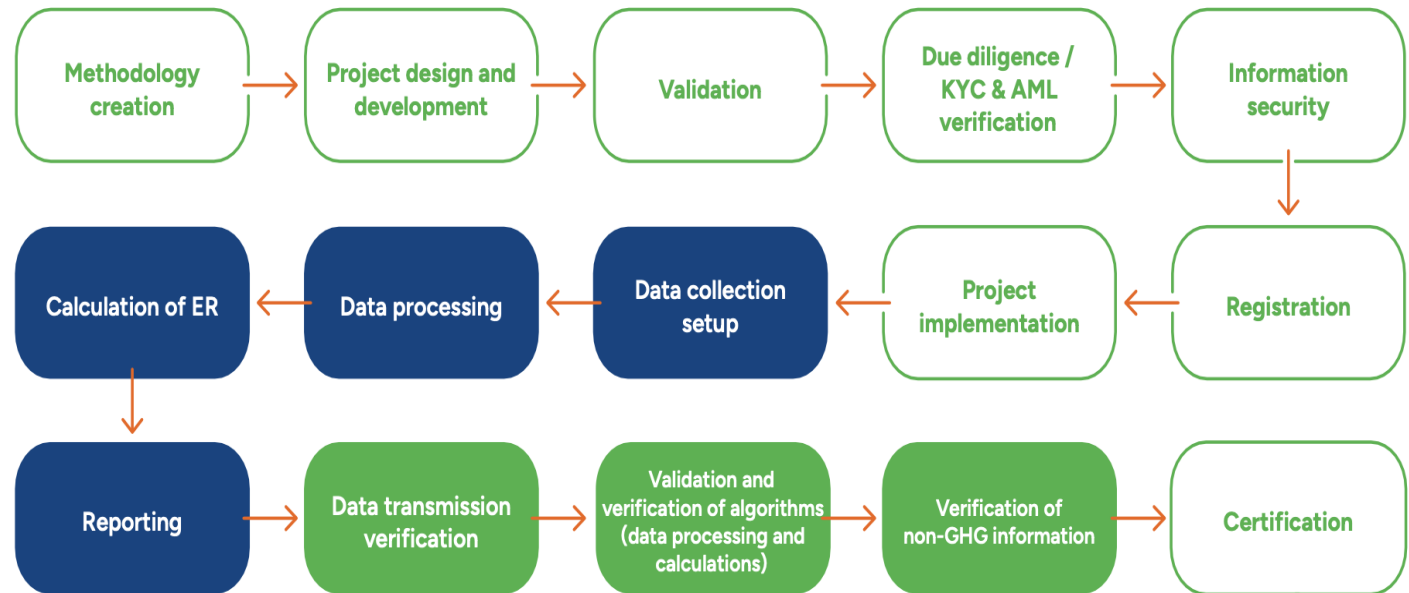 Methodology
creation
Project design and
development
Validation
Due diligence /
KYC & AML
verification
Information
security
Registration
Project
implementation
Data collection
setup
Data processing
Calculation of ER
Reporting
Data transmission
verification
Validation and
verification of algorithms
(data processing and
calculations)
Verification of
non-GHG information
Certification